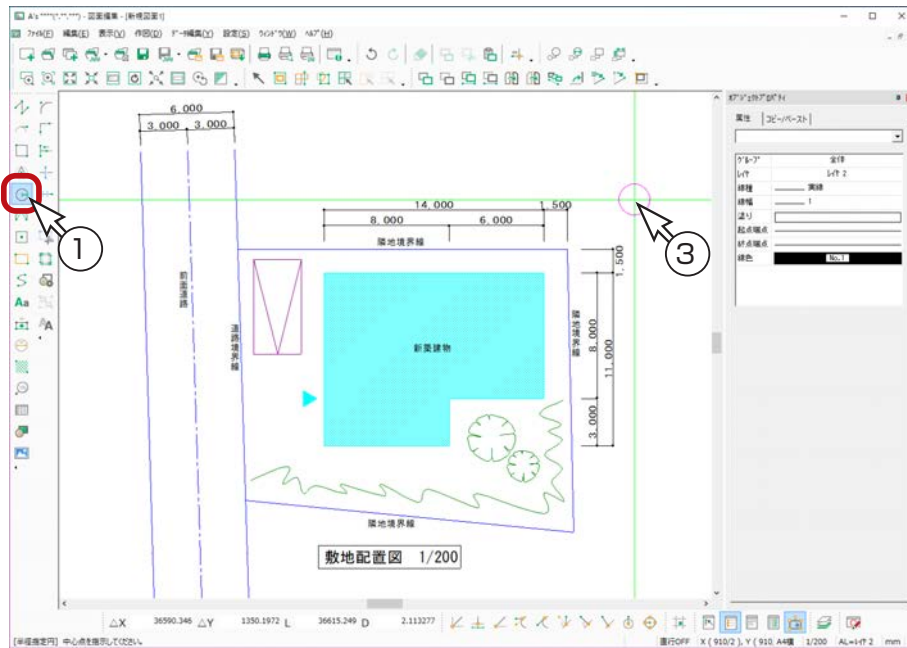 A's ****(*,**,***) - 図面編集 - [新規図面1]
ファイル(F) 編集(E) 表示(V) 作図(D) データ編集(Y) 設定(S) ウィンドウ(W) ヘルプ(H)
オブジェクトプロパティ
属性 コピー/ペースト
グループ 全体
レイヤ レイヤ 2
線種 実線
線幅 1
塗り
起点端点
終点端点
線色 No.1
①
③
6.000
3.000 3.000
14.000 1.500
8.000 6.000
隣地境界線
1.500
前面道路
道路境界線
新築建物
隣地境界線
8.000
11.000
3.000
隣地境界線
敷地配置図 1/200
Aa
AA
△X 36590.346 △Y 1350.1972 L 36615.249 D 2.113277
[半径指定円] 中心点を指示してください。
直行OFF X ( 910/2 ), Y ( 910, A4横 1/200 AL=レイヤ 2 mm